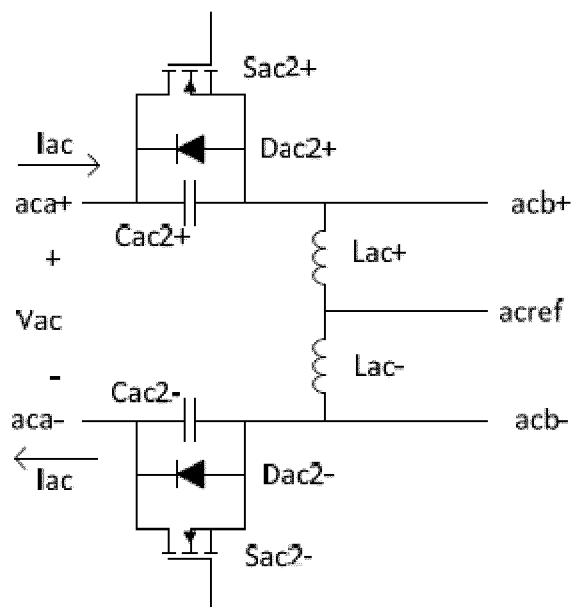 Sac2+
Iac
Dac2+
aca+
acb+
Cac2+
+
Lac+
Vac
acref
-
Lac-
Cac2-
aca-
acb-
Iac
Dac2-
Sac2-